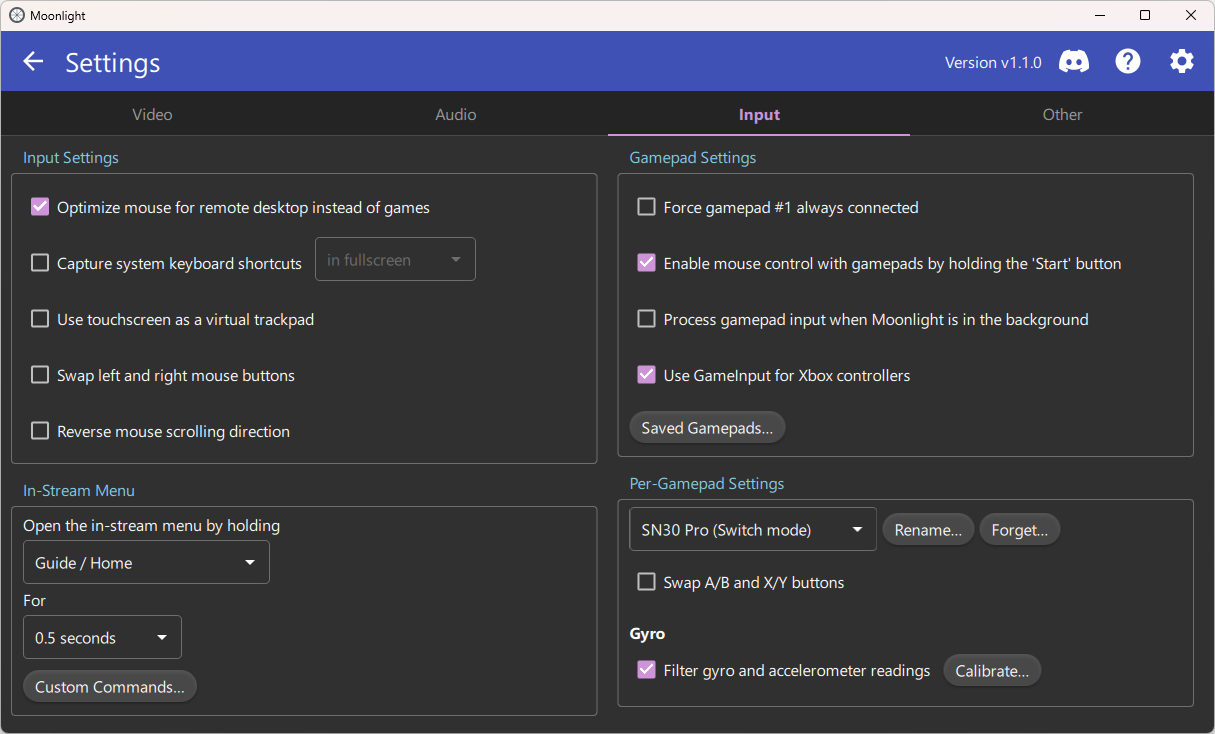 Moonlight
Settings
Version v1.1.0
Video
Audio
Input
Other
Input Settings
Optimize mouse for remote desktop instead of games
Capture system keyboard shortcuts
in fullscreen
Use touchscreen as a virtual trackpad
Swap left and right mouse buttons
Reverse mouse scrolling direction
In-Stream Menu
Open the in-stream menu by holding
Guide / Home
For
0.5 seconds
Custom Commands...
Gamepad Settings
Force gamepad #1 always connected
Enable mouse control with gamepads by holding the 'Start' button
Process gamepad input when Moonlight is in the background
Use GameInput for Xbox controllers
Saved Gamepads...
Per-Gamepad Settings
SN30 Pro (Switch mode)
Rename...
Forget...
Swap A/B and X/Y buttons
Gyro
Filter gyro and accelerometer readings
Calibrate...